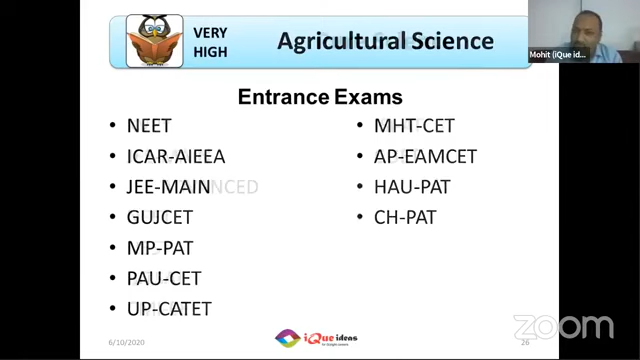 VERY
HIGH
Agricultural Science
Mohit (iQue id...
Entrance Exams
• NEET
• ICAR-AIEEA
• JEE-MAIN
• GUJCET
• MP-PAT
• PAU-CET
• UP-CATET
• MHT-CET
• AP-EAMCET
• HAU-PAT
• CH-PAT
6/10/2020
iQue ideas
26
zoom